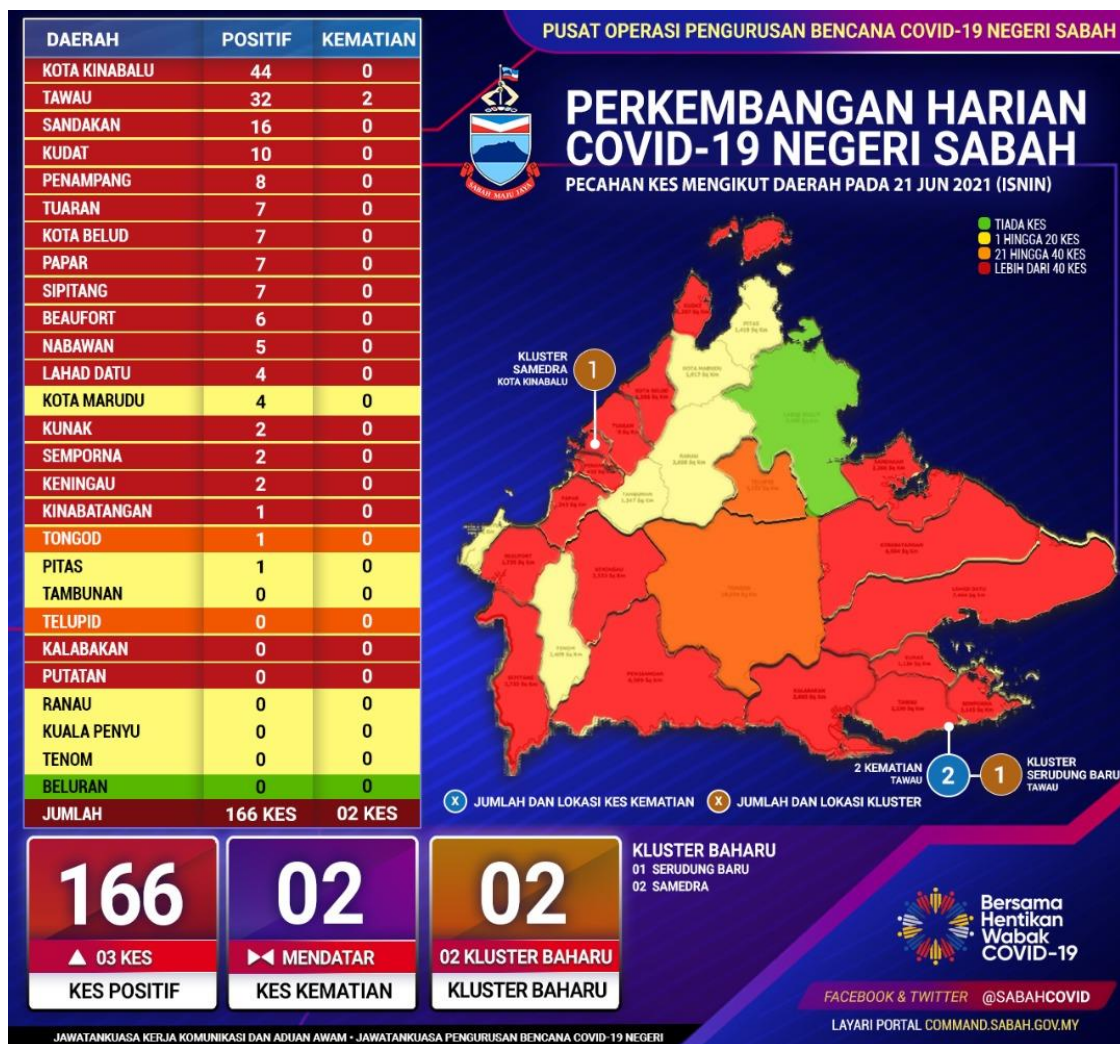 PUSAT OPERASI PENGURUSAN BENCANA COVID-19 NEGERI SABAH
PERKEMBANGAN HARIAN
COVID-19 NEGERI SABAH
PECAHAN KES MENGIKUT DAERAH PADA 21 JUN 2021 (ISNIN)
SABAH MAJU JAYA
DAERAH POSITIF KEMATIAN
KOTA KINABALU 44 0
TAWAU 32 2
SANDAKAN 16 0
KUDAT 10 0
PENAMPANG 8 0
TUARAN 7 0
KOTA BELUD 7 0
PAPAR 7 0
SIPITANG 7 0
BEAUFORT 6 0
NABAWAN 5 0
LAHAD DATU 4 0
KOTA MARUDU 4 0
KUNAK 2 0
SEMPORNA 2 0
KENINGAU 2 0
KINABATANGAN 1 0
TONGOD 1 0
PITAS 1 0
TAMBUNAN 0 0
TELUPID 0 0
KALABAKAN 0 0
PUTATAN 0 0
RANAU 0 0
KUALA PENYU 0 0
TENOM 0 0
BELURAN 0 0
JUMLAH 166 KES 02 KES
TIADA KES
1 HINGGA 20 KES
21 HINGGA 40 KES
LEBIH DARI 40 KES
KLUSTER
SAMEDRA
KOTA KINABALU
1
2 KEMATIAN
TAWAU
2
1
KLUSTER
SERUDUNG BARU
TAWAU
X JUMLAH DAN LOKASI KES KEMATIAN
X JUMLAH DAN LOKASI KLUSTER
166
▲ 03 KES
KES POSITIF
02
MENDATAR
KES KEMATIAN
02
02 KLUSTER BAHARU
KLUSTER BAHARU
KLUSTER BAHARU
01 SERUDUNG BARU
02 SAMEDRA
Bersama
Hentikan
Wabak
COVID-19
FACEBOOK & TWITTER @SABAHCOVID
LAYARI PORTAL COMMAND.SABAH.GOV.MY
JAWATANKUASA KERJA KOMUNIKASI DAN ADUAN AWAM • JAWATANKUASA PENGURUSAN BENCANA COVID-19 NEGERI